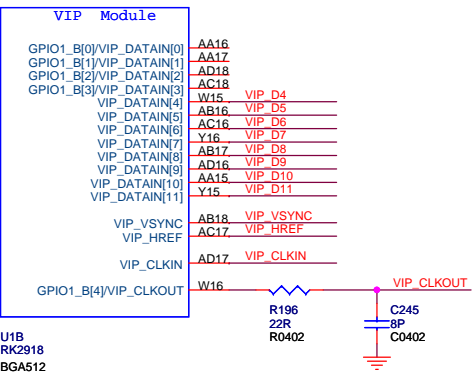 VIP Module
GPIO1_B[0]/VIP_DATAIN[0] AA16
GPIO1_B[1]/VIP_DATAIN[1] AA17
GPIO1_B[2]/VIP_DATAIN[2] AD18
GPIO1_B[3]/VIP_DATAIN[3] AC18
VIP_DATAIN[4] W15 VIP_D4
VIP_DATAIN[5] AB16 VIP_D5
VIP_DATAIN[6] AC16 VIP_D6
VIP_DATAIN[7] Y16 VIP_D7
VIP_DATAIN[8] AB17 VIP_D8
VIP_DATAIN[9] AD16 VIP_D9
VIP_DATAIN[10] AA15 VIP_D10
VIP_DATAIN[11] Y15 VIP_D11
VIP_VSYNC AB18 VIP_VSYNC
VIP_HREF AC17 VIP_HREF
VIP_CLKIN AD17 VIP_CLKIN
GPIO1_B[4]/VIP_CLKOUT W16 VIP_CLKOUT
R196
22R
R0402
C245
8P
C0402
U1B
RK2918
BGA512